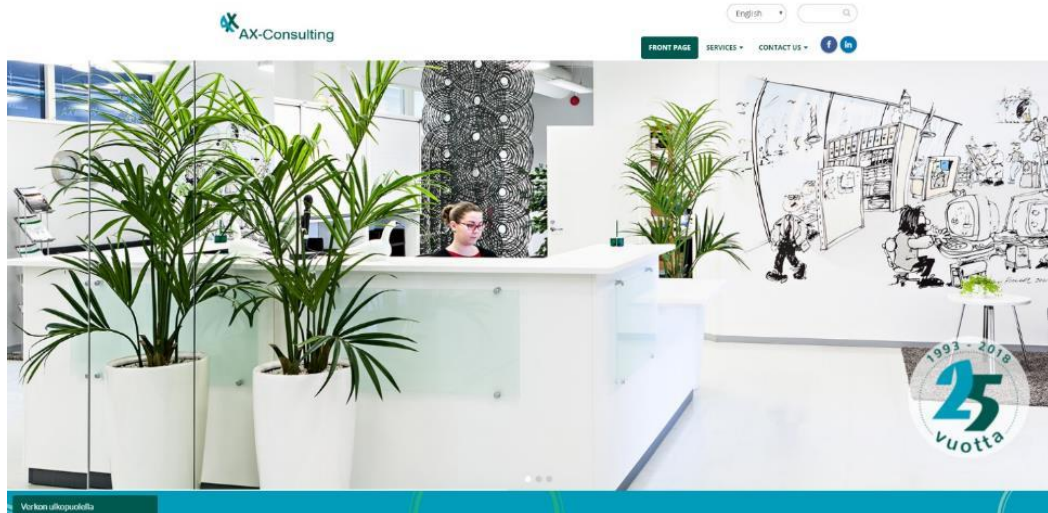 AX-Consulting
English
FRONT PAGE
SERVICES
CONTACT US
f
in
1993 - 2018
25
vuotta
Verkon ulkopuolella